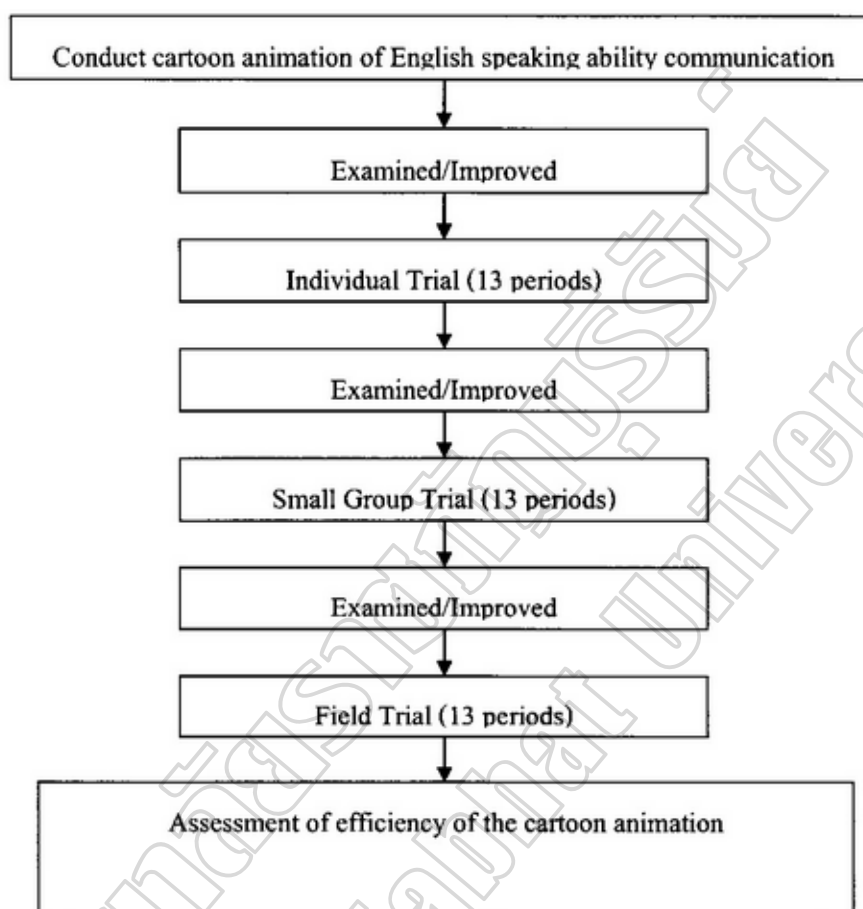 Conduct cartoon animation of English speaking ability communication
Examined/Improved
Individual Trial (13 periods)
Examined/Improved
Small Group Trial (13 periods)
Examined/Improved
Field Trial (13 periods)
Assessment of efficiency of the cartoon animation